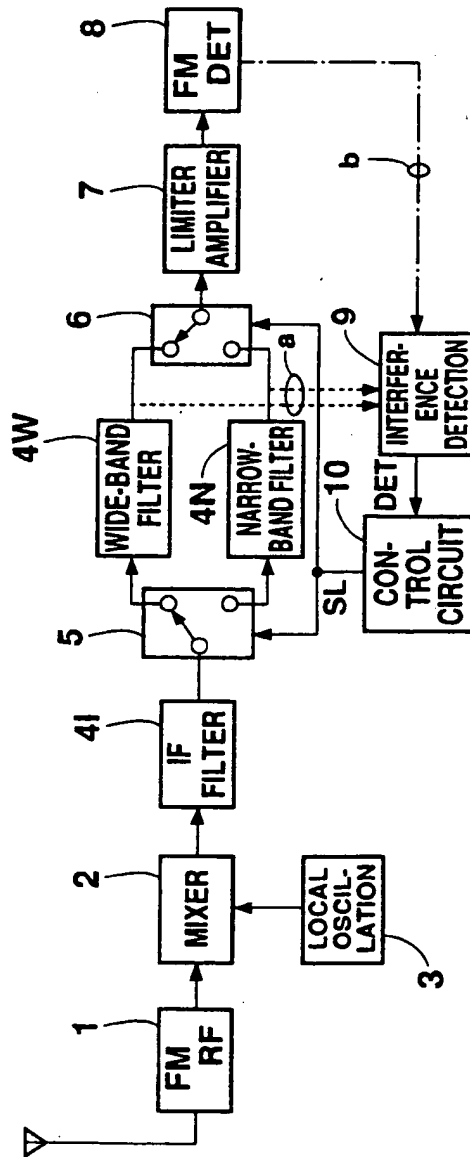 1
FM
RF
2
MIXER
3
LOCAL
OSCIL-
LATION
4I
IF
FILTER
5
4W
WIDE-BAND
FILTER
4N
NARROW-
BAND FILTER
6
a
7
LIMITER
AMPLIFIER
8
FM
DET
b
9
INTERFER-
ENCE
DETECTION
DET
10
CON-
TROL
CIRCUIT
SL